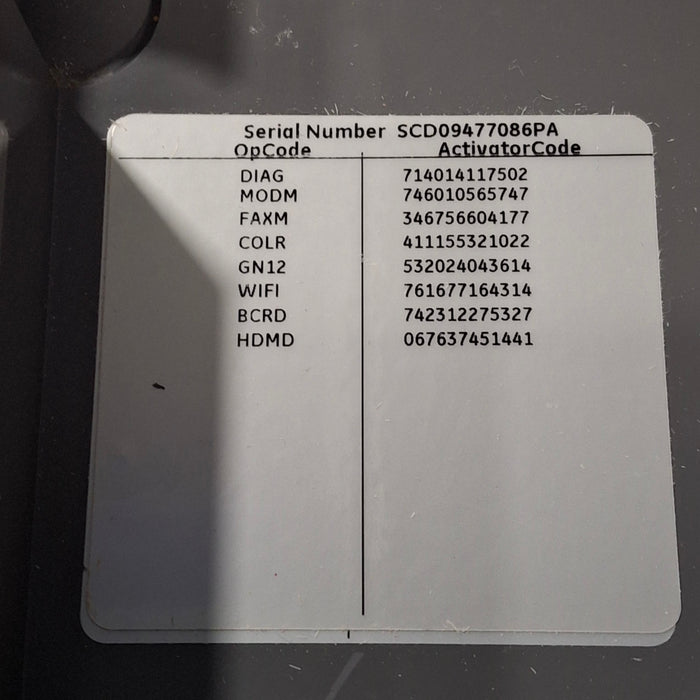 Serial Number SCD09477086PA
OpCode ActivatorCode
DIAG 714014117502
MODM 746010565747
FAXM 346756604177
COLR 411155321022
GN12 532024043614
WIFI 761677164314
BCRD 742312275327
HDMD 067637451441